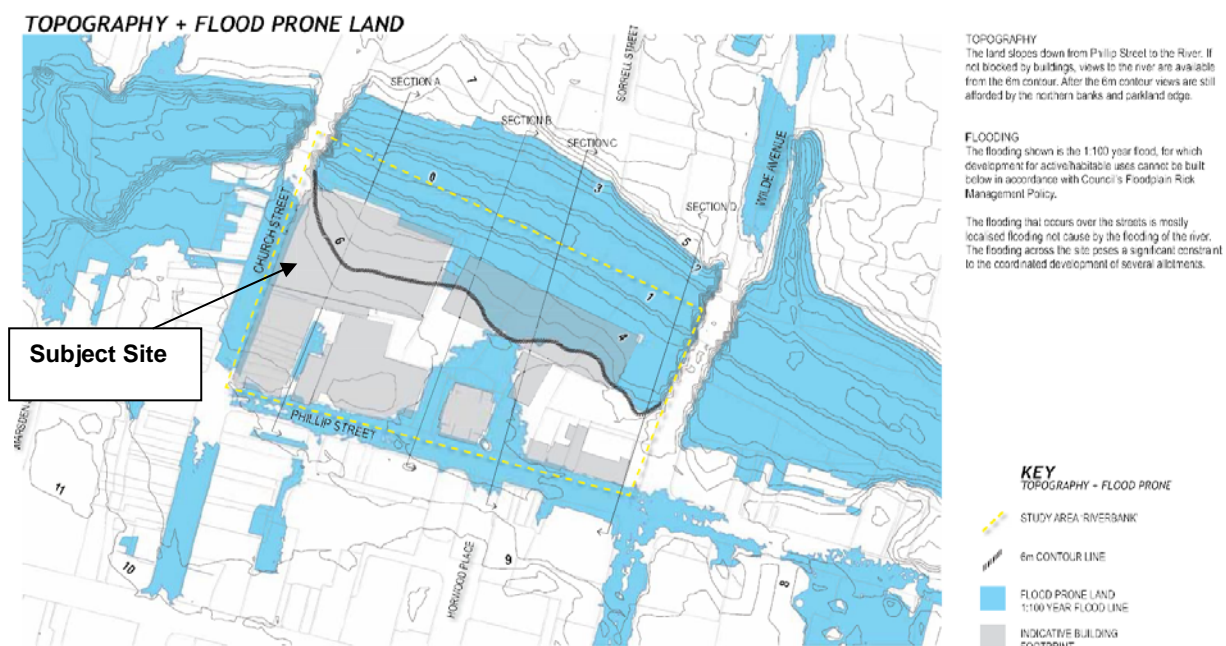 TOPOGRAPHY + FLOOD PRONE LAND
TOPOGRAPHY
The land slopes down from Phillip Street to the River. If
not blocked by buildings, views to the river are available
from the 6m contour. After the 6m contour views are still
afforded by the northern banks and parkland edge.
FLOODING
The flooding shown is the 1:100 year flood, for which
development for active/habitable uses cannot be built
below in accordance with Council's Floodplain Risk
Management Policy.
The flooding that occurs over the streets is mostly
localised flooding not cause by the flooding of the river.
The flooding across the site poses a significant constraint
to the coordinated development of several allotments.
SECTION A
7
SORRELL STREET
SECTION B
SECTION C
WILDE AVENUE
8
3
SECTION D
5
2
CHURCH STREET
6
1
4
Subject Site
PHILLIP STREET
MARSDEN
11
10
HORWOOD PLACE
9
8
KEY
TOPOGRAPHY + FLOOD PRONE
STUDY AREA 'RIVERBANK'
6m CONTOUR LINE
FLOOD PRONE LAND
1:100 YEAR FLOOD LINE
INDICATIVE BUILDING
FOOTPRINT